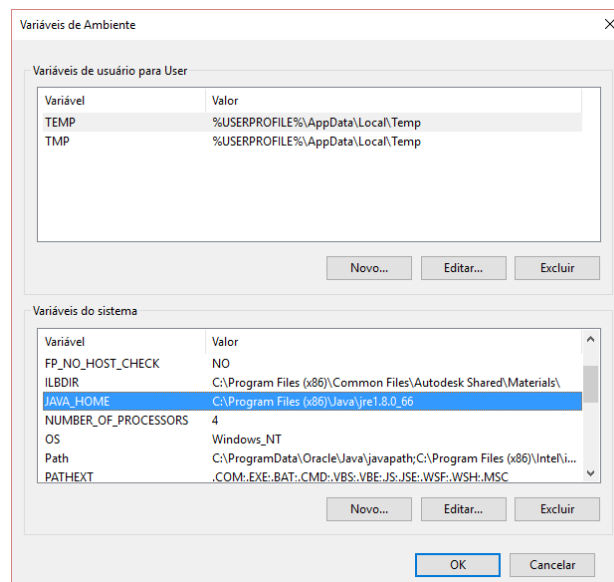 Variáveis de Ambiente
Variáveis de usuário para User
Variável Valor
TEMP %USERPROFILE%\AppData\Local\Temp
TMP %USERPROFILE%\AppData\Local\Temp
Novo... Editar... Excluir
Variáveis do sistema
Variável Valor
FP_NO_HOST_CHECK NO
ILBDIR C:\Program Files (x86)\Common Files\Autodesk Shared\Materials\
JAVA_HOME C:\Program Files (x86)\Java\jre1.8.0_66
NUMBER_OF_PROCESSORS 4
OS Windows_NT
Path C:\ProgramData\Oracle\Java\javapath;C:\Program Files (x86)\Intel\i...
PATHEXT .COM;.EXE;.BAT;.CMD;.VBS;.VBE;.JS;.JSE;.WSF;.WSH;.MSC
Novo... Editar... Excluir
OK Cancelar